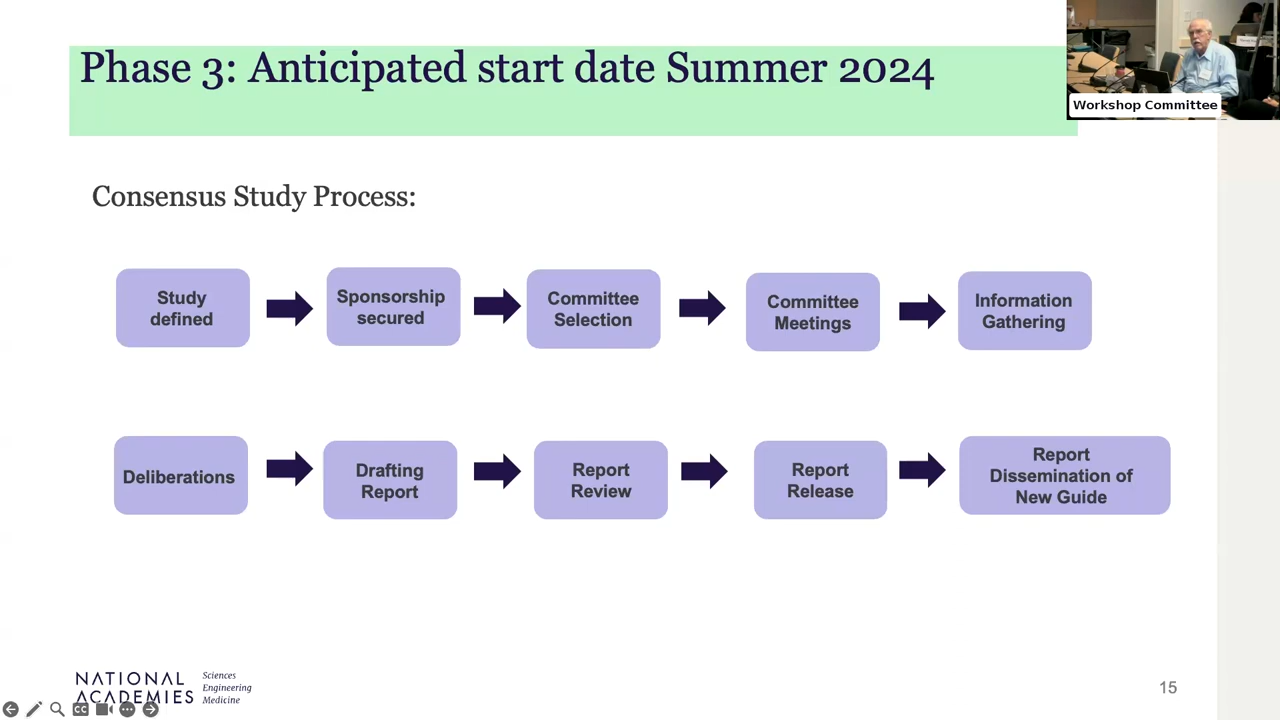 Phase 3: Anticipated start date Summer 2024
Workshop Committee
Consensus Study Process:
Study
defined
Sponsorship
secured
Committee
Selection
Committee
Meetings
Information
Gathering
Deliberations
Drafting
Report
Report
Review
Report
Release
Report
Dissemination of
New Guide
NATIONAL
ACADEMIES
Sciences
Engineering
Medicine
CC
15